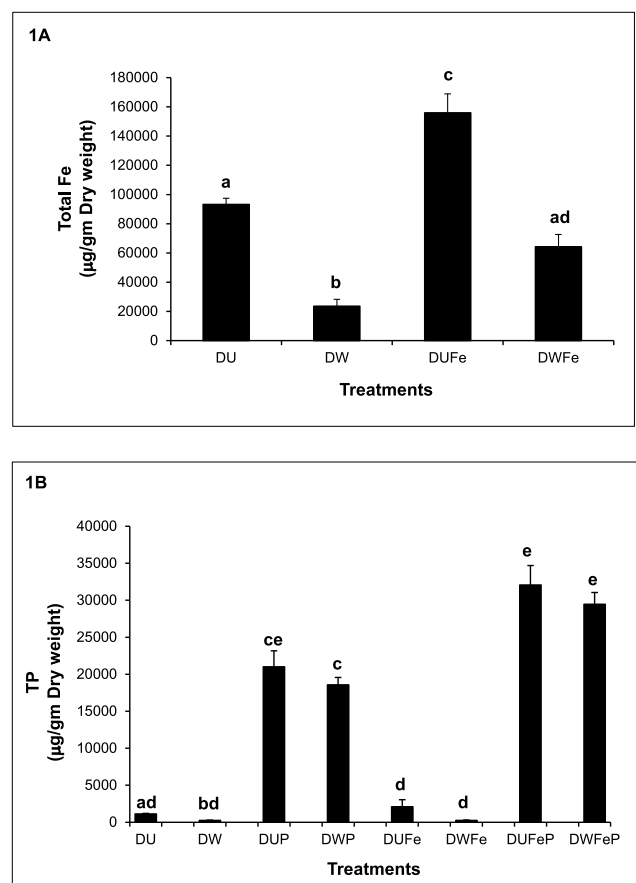 1A
Total Fe
(µg/gm Dry weight)
180000
160000
140000
120000
100000
80000
60000
40000
20000
0
a
b
c
ad
DU DW DUFe DWFe
Treatments
1B
TP
(µg/gm Dry weight)
40000
35000
30000
25000
20000
15000
10000
5000
0
ad
bd
ce
c
d
d
e
e
DU DW DUP DWP DUFe DWFe DUFeP DWFeP
Treatments